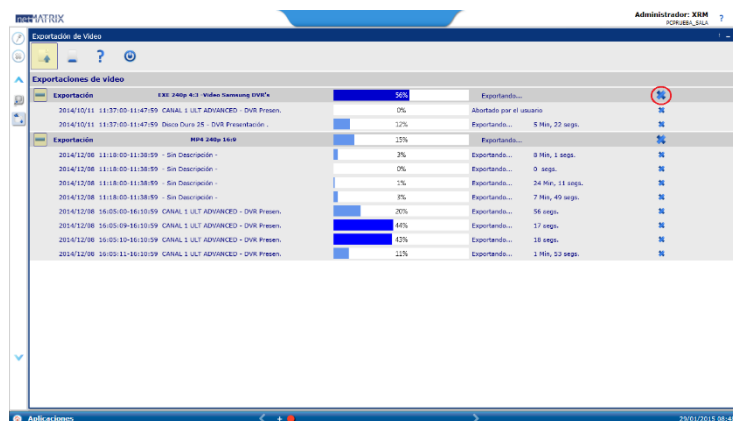 netMATRIX
Administrador: XRM
PCPRUEBA_SALA
?
Exportación de Video
?
Exportaciones de video
Exportación EXE 240p 4:3 -Video Samsung DVR's 56% Exportando...
2014/10/11 11:37:00-11:47:59 CANAL 1 ULT ADVANCED - DVR Presen. 0% Abortado por el usuario
2014/10/11 11:37:00-11:47:59 Disco Duro 25 - DVR Presentación . 12% Exportando... 5 Min, 22 segs.
Exportación MP4 240p 16:9 15% Exportando...
2014/12/08 11:18:00-11:38:59 - Sin Descripción - 3% Exportando... 8 Min, 1 segs.
2014/12/08 11:18:00-11:38:59 - Sin Descripción - 0% Exportando... 0 segs.
2014/12/08 11:18:00-11:38:59 - Sin Descripción - 1% Exportando... 24 Min, 11 segs.
2014/12/08 11:18:00-11:38:59 - Sin Descripción - 3% Exportando... 7 Min, 49 segs.
2014/12/08 16:05:00-16:10:59 CANAL 1 ULT ADVANCED - DVR Presen. 20% Exportando... 56 segs.
2014/12/08 16:05:09-16:10:59 CANAL 1 ULT ADVANCED - DVR Presen. 44% Exportando... 17 segs.
2014/12/08 16:05:10-16:10:59 CANAL 1 ULT ADVANCED - DVR Presen. 43% Exportando... 18 segs.
2014/12/08 16:05:11-16:10:59 CANAL 1 ULT ADVANCED - DVR Presen. 11% Exportando... 1 Min, 53 segs.
Aplicaciones
29/01/2015 08:4